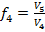 f₄ = V₅/V₄